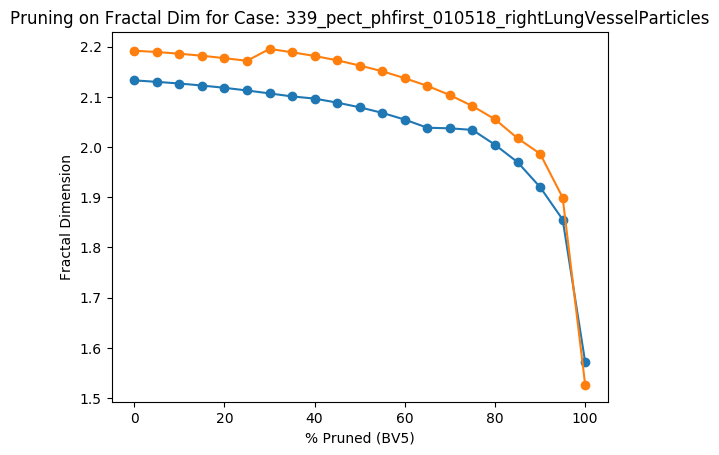 Pruning on Fractal Dim for Case: 339_pect_phfirst_010518_rightLungVesselParticles
2.2
2.1
2.0
1.9
1.8
1.7
1.6
1.5
Fractal Dimension
0 20 40 60 80 100
% Pruned (BV5)